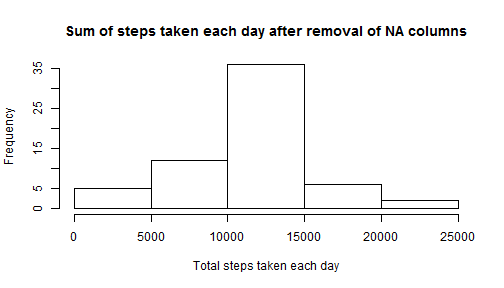 Sum of steps taken each day after removal of NA columns
Frequency
35
15
5
0
0 5000 10000 15000 20000 25000
Total steps taken each day